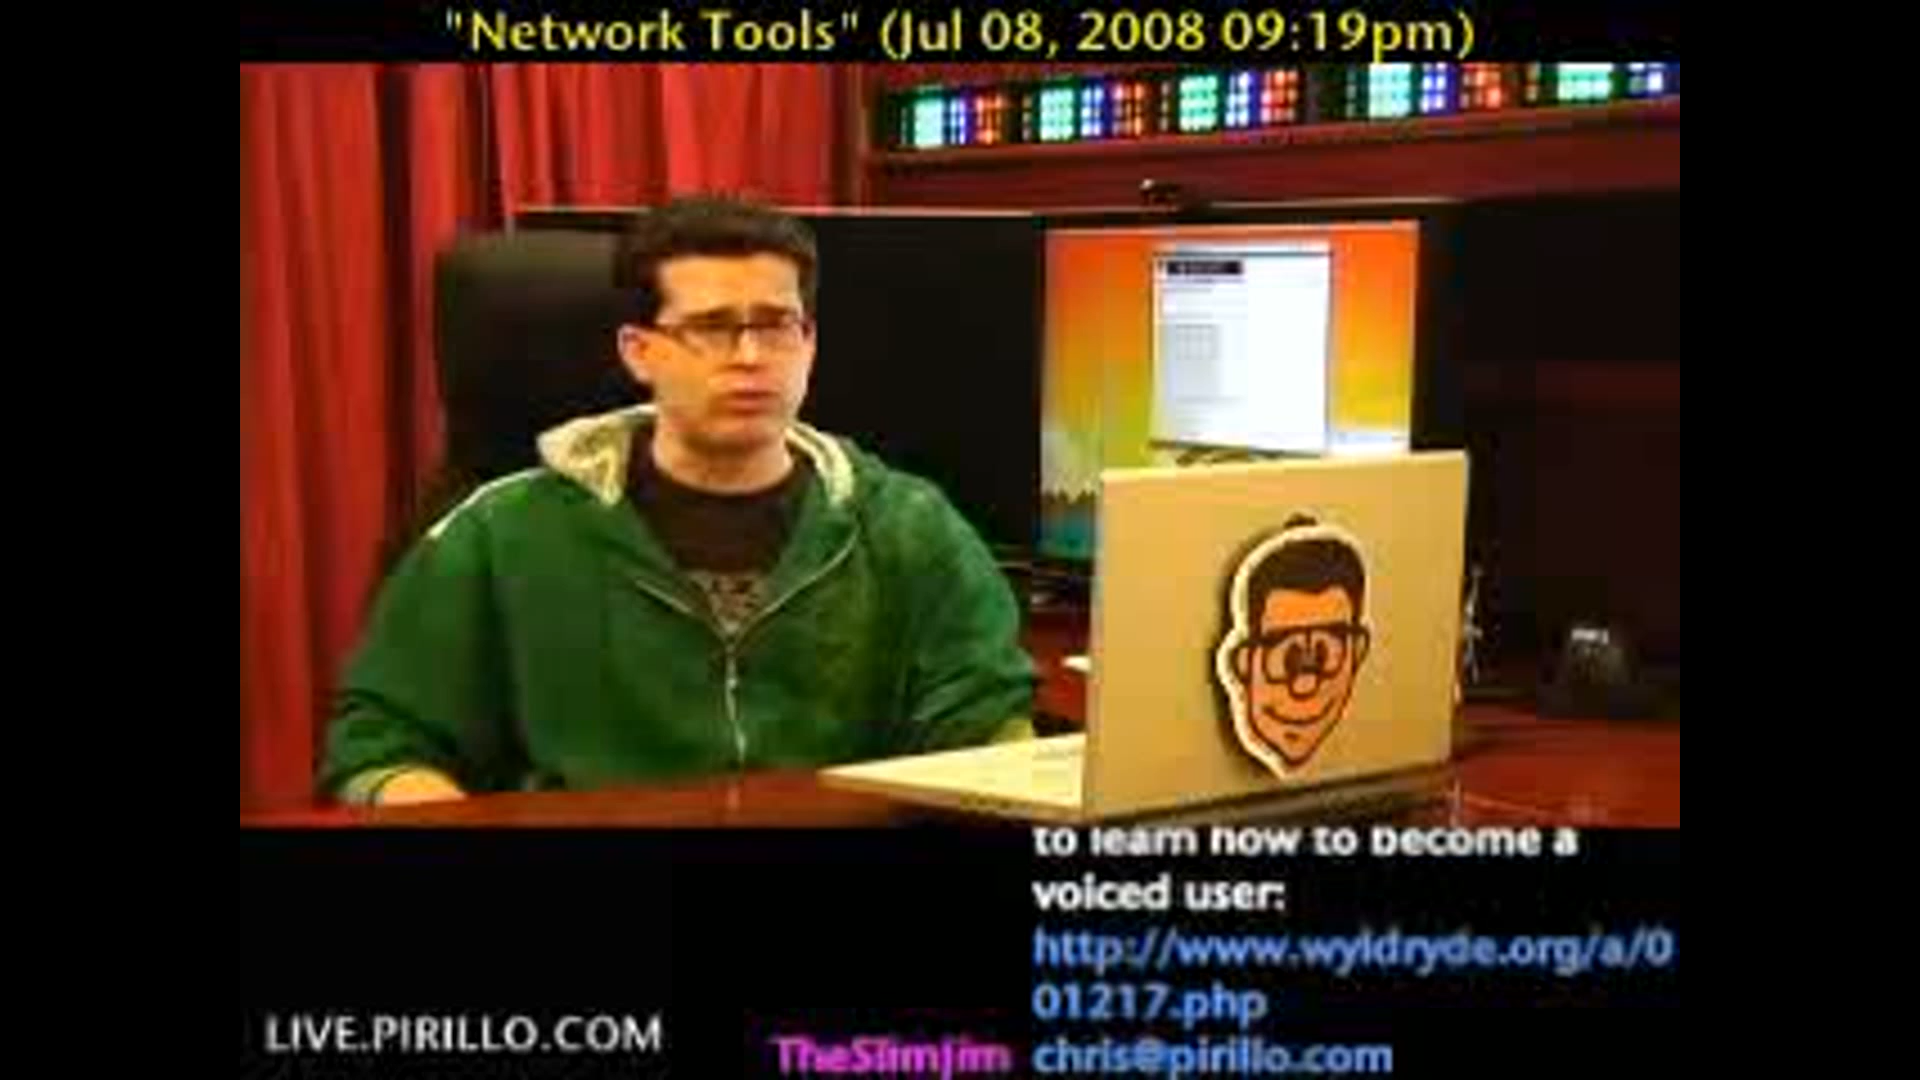 "Network Tools" (Jul 08, 2008 09:19pm)
to learn how to become a
voiced user:
http://www.wyldryde.org/a/0
01217.php
LIVE.PIRILLO.COM
TheSlimJim chris@pirillo.com